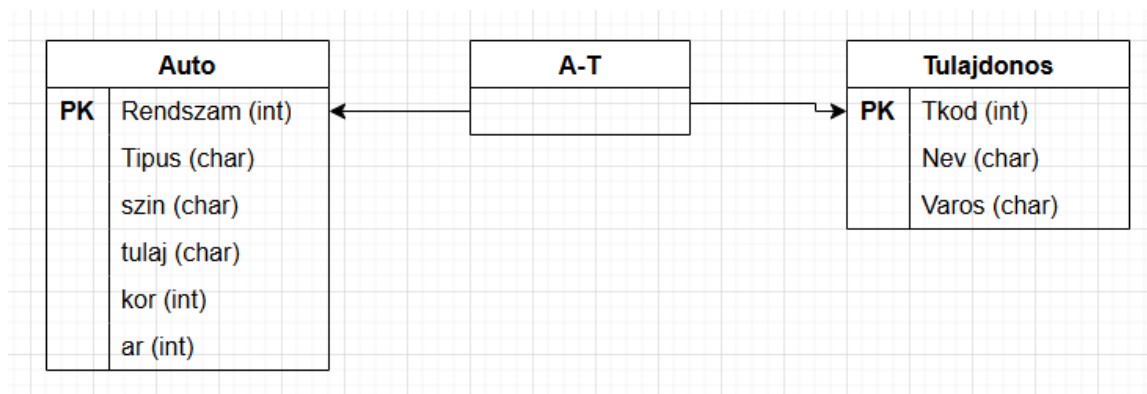 Auto
PK Rendszam (int)
Tipus (char)
szin (char)
tulaj (char)
kor (int)
ar (int)
A-T
Tulajdonos
PK Tkod (int)
Nev (char)
Varos (char)